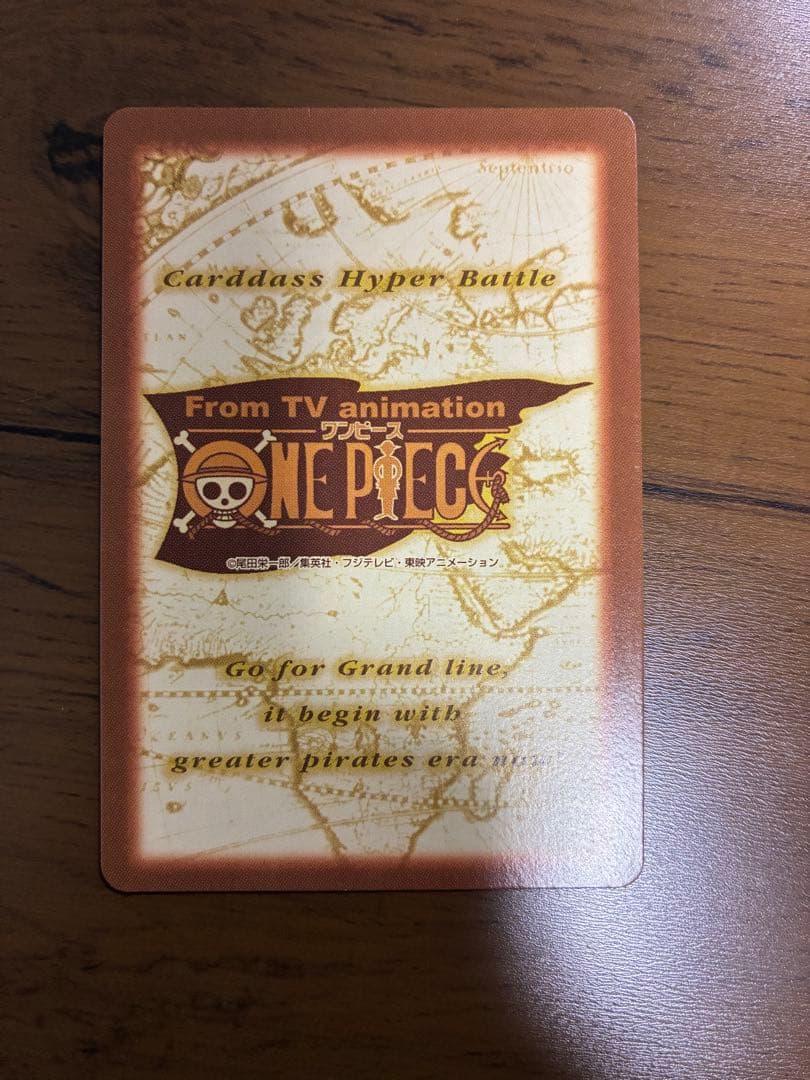 Septentrio
Carddass Hyper Battle
From TV animation
ワンピース
ONE PIECE
©尾田栄一郎/集英社・フジテレビ・東映アニメーション
Go for Grand line,
it begin with
greater pirates era now!